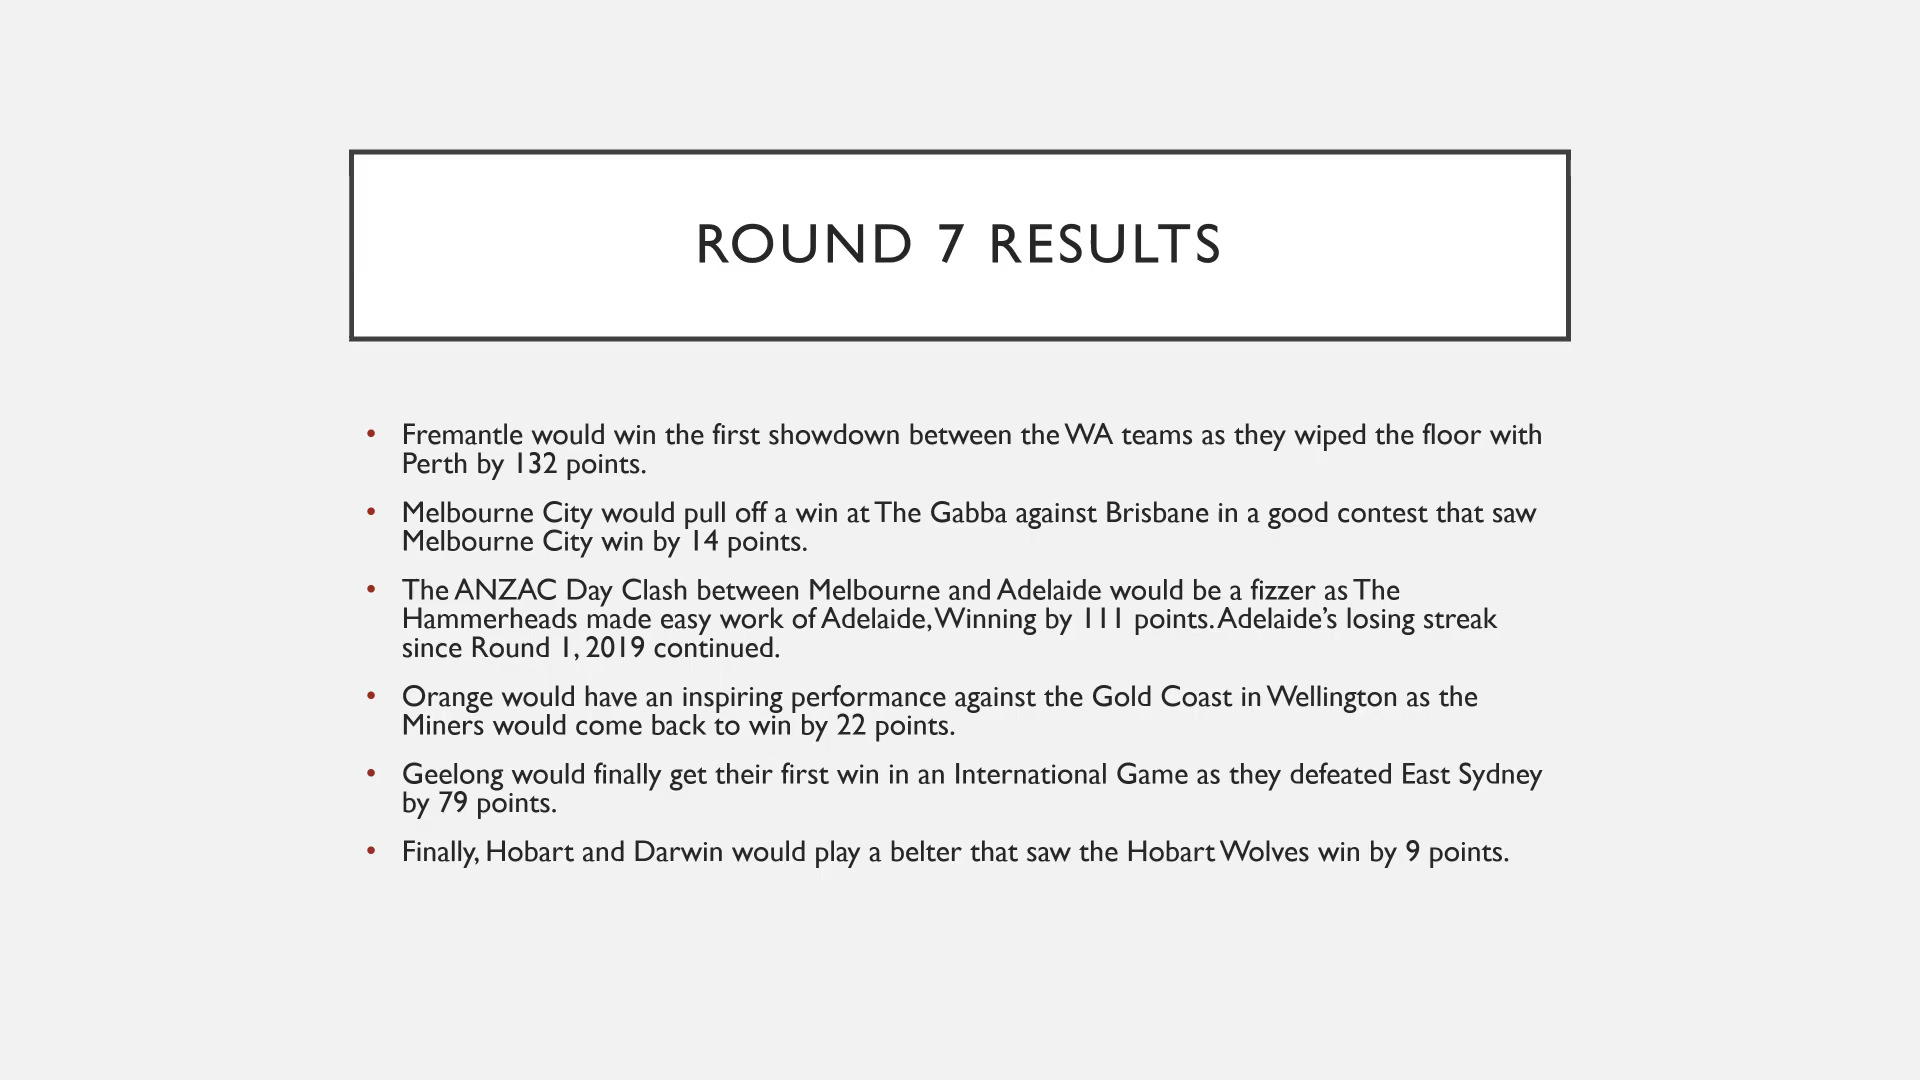 ROUND 7 RESULTS
• Fremantle would win the first showdown between the WA teams as they wiped the floor with
Perth by 132 points.
• Melbourne City would pull off a win at The Gabba against Brisbane in a good contest that saw
Melbourne City win by 14 points.
• The ANZAC Day Clash between Melbourne and Adelaide would be a fizzer as The
Hammerheads made easy work of Adelaide, Winning by 111 points. Adelaide’s losing streak
since Round 1, 2019 continued.
• Orange would have an inspiring performance against the Gold Coast in Wellington as the
Miners would come back to win by 22 points.
• Geelong would finally get their first win in an International Game as they defeated East Sydney
by 79 points.
• Finally, Hobart and Darwin would play a belter that saw the Hobart Wolves win by 9 points.